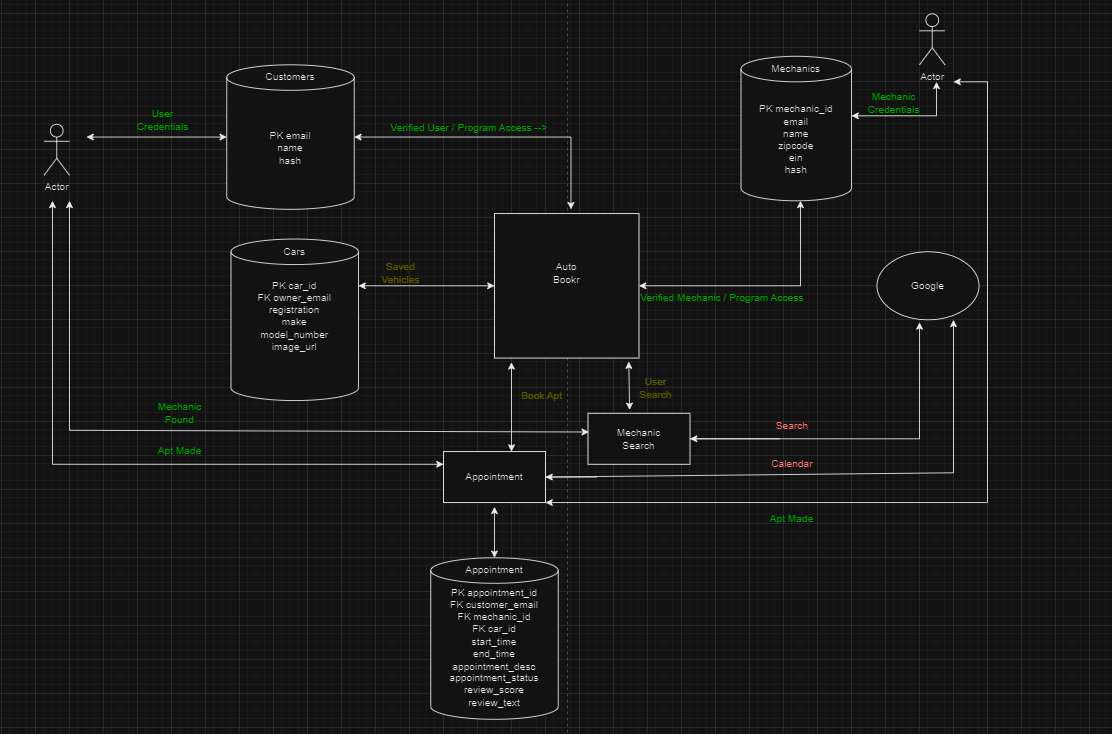 Actor
Mechanics
Customers
PK email
name
hash
User
Credentials
Verified User / Program Access -->
PK mechanic_id
email
name
zipcode
ein
hash
Mechanic
Credentials
Actor
Cars
PK car_id
FK owner_email
registration
make
model_number
image_url
Saved
Vehicles
Auto
Bookr
Verified Mechanic / Program Access
Google
Book Apt
User
Search
Mechanic
Found
Mechanic
Search
Search
Apt Made
Appointment
Calendar
Apt Made
Appointment
PK appointment_id
FK customer_email
FK mechanic_id
FK car_id
start_time
end_time
appointment_desc
appointment_status
review_score
review_text